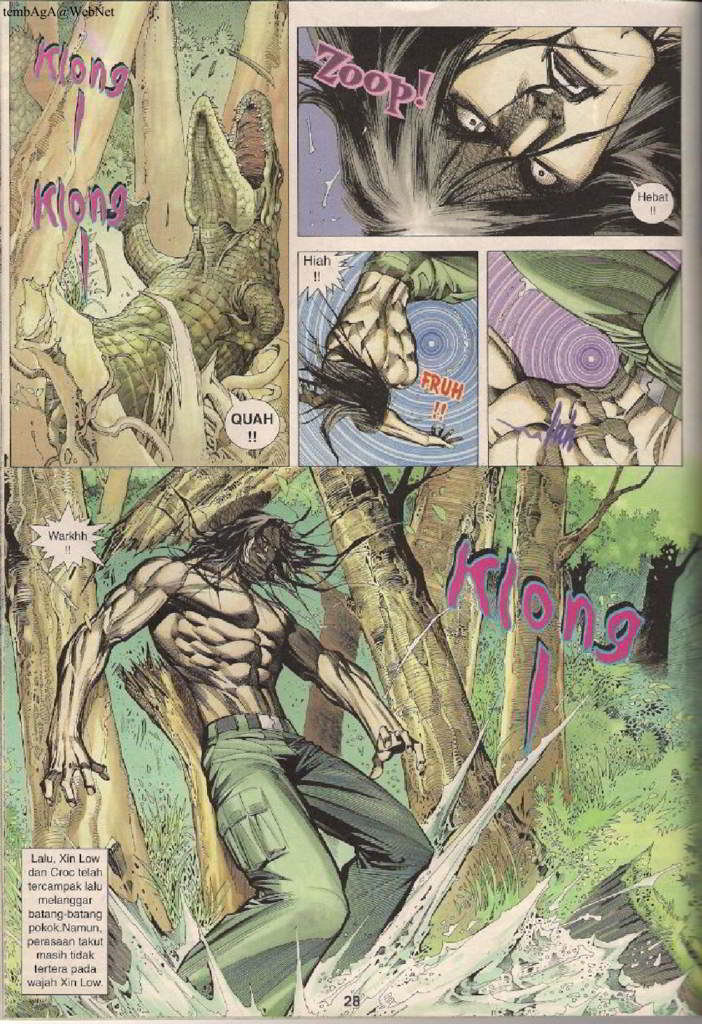 tembAgA@WebNet
Klong
!
Klong
!
QUAH
!!
Zoop!
Hebat
!!
Hiah
!!
FRUH
!!
Warkhh
!!
Klong
!
Lalu, Xin Low
dan Croc telah
tercampak lalu
melanggar
batang-batang
pokok.Namun,
perasaan takut
masih tidak
tertera pada
wajah Xin Low.
28